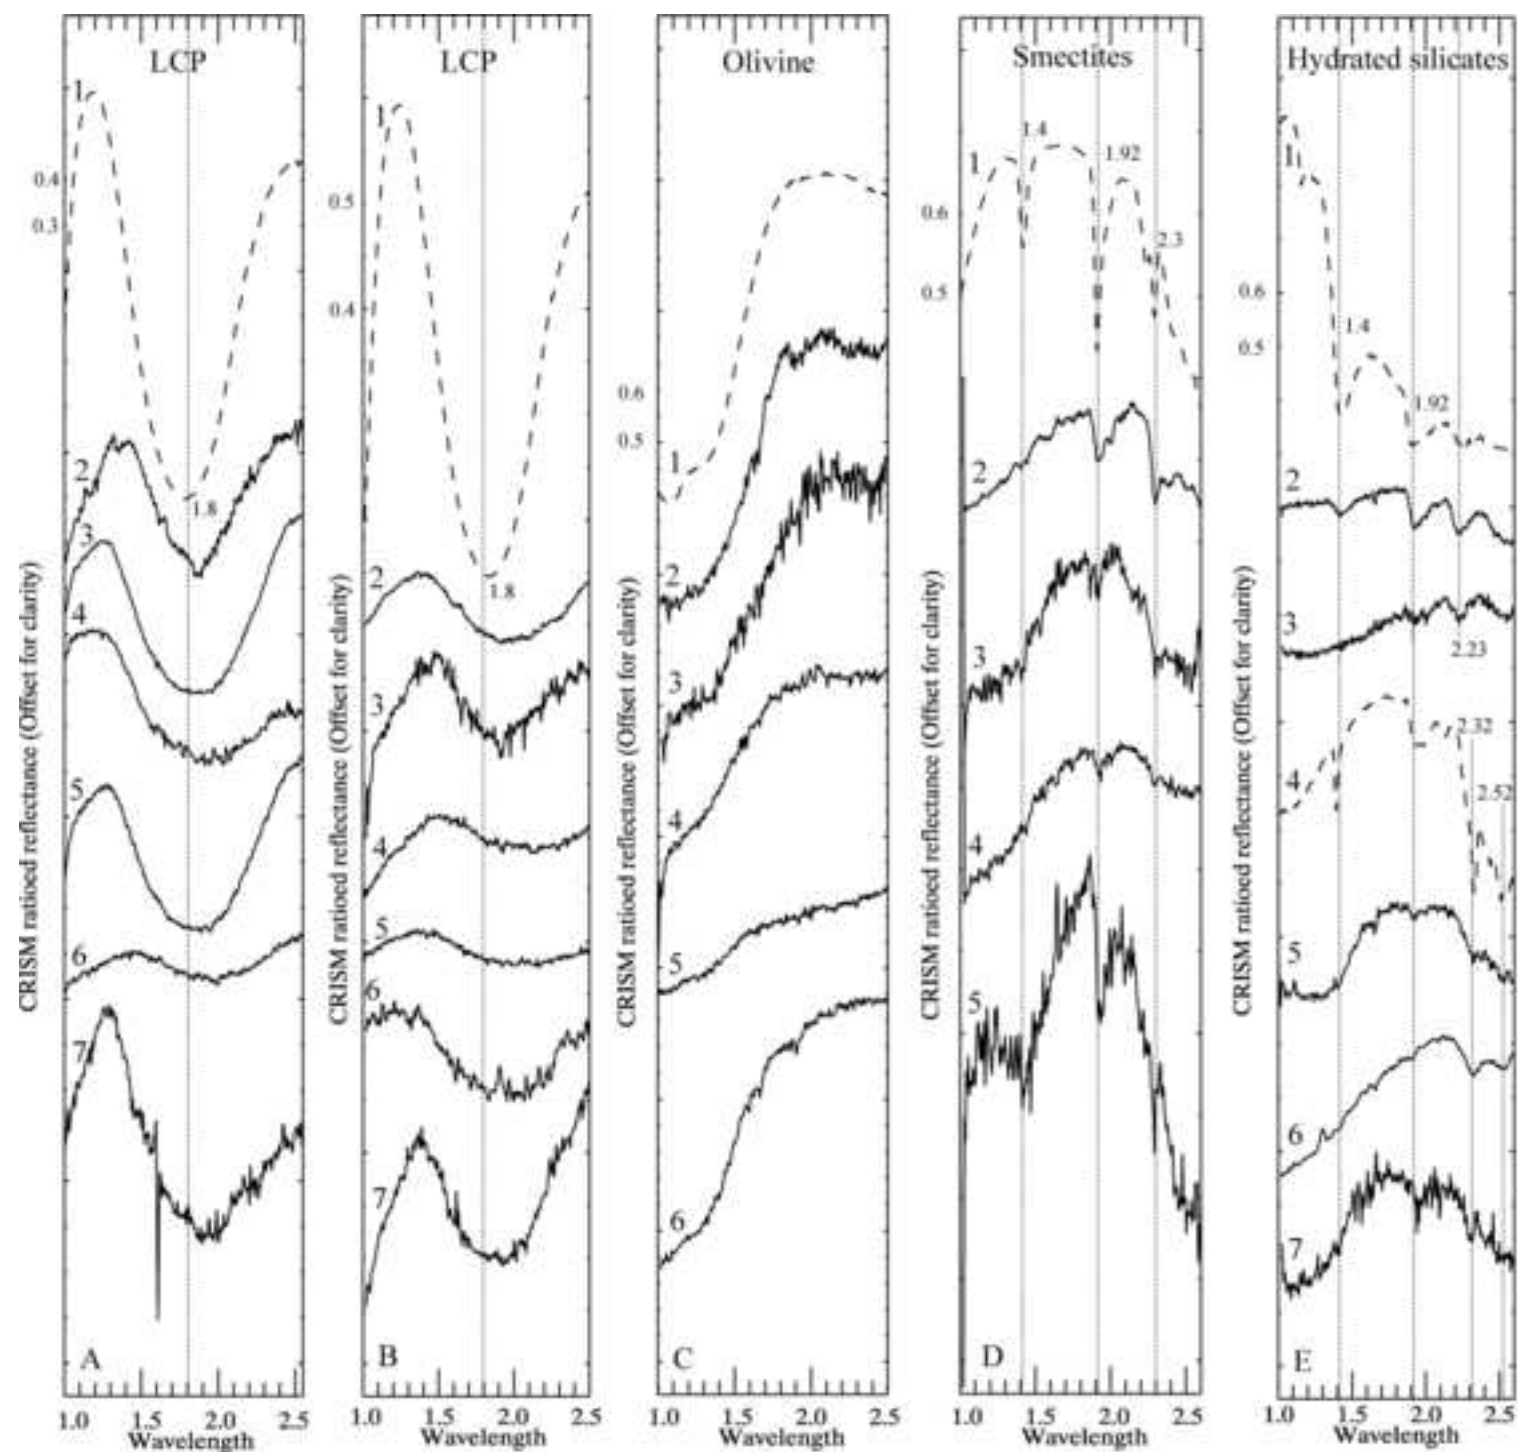 LCP
1
0.4
0.3
2
1.8
3
4
5
6
7
A
CRISM ratioed reflectance (Offset for clarity)
1.0 1.5 2.0 2.5
Wavelength
LCP
1
0.5
0.4
2
1.8
3
4
5
6
7
B
CRISM ratioed reflectance (Offset for clarity)
1.0 1.5 2.0 2.5
Wavelength
Olivine
0.6
0.5
1
2
3
4
5
6
C
CRISM ratioed reflectance (Offset for clarity)
1.0 1.5 2.0 2.5
Wavelength
Smectites
1.4
1.92
1
0.6
2.3
0.5
2
3
4
5
D
CRISM ratioed reflectance (Offset for clarity)
1.0 1.5 2.0 2.5
Wavelength
Hydrated silicates
1
0.6
1.4
0.5
1.92
2
3
2.23
2.32
4
2.52
5
6
7
E
CRISM ratioed reflectance (Offset for clarity)
1.0 1.5 2.0 2.5
Wavelength